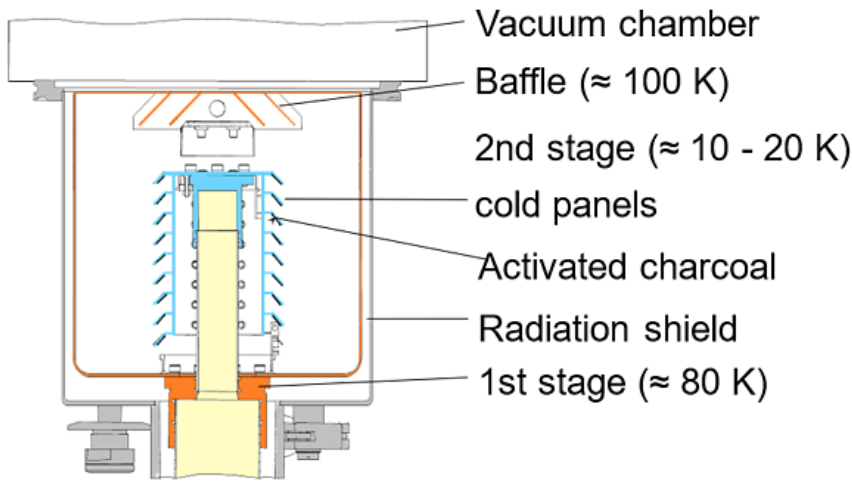 Vacuum chamber
Baffle (≈ 100 K)
2nd stage (≈ 10 - 20 K)
cold panels
Activated charcoal
Radiation shield
1st stage (≈ 80 K)